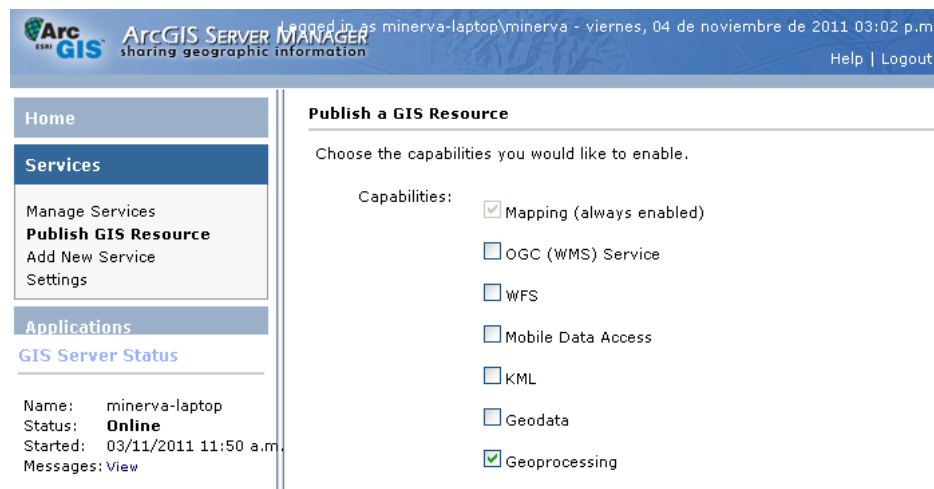 Arc
ESRI GIS
ArcGIS Server Manager
sharing geographic information
Logged in as minerva-laptop\minerva - viernes, 04 de noviembre de 2011 03:02 p.m
Help | Logout
Home
Services
Manage Services
Publish GIS Resource
Add New Service
Settings
Applications
GIS Server Status
Name: minerva-laptop
Status: Online
Started: 03/11/2011 11:50 a.m.
Messages: View
Publish a GIS Resource
Choose the capabilities you would like to enable.
Capabilities:
Mapping (always enabled)
OGC (WMS) Service
WFS
Mobile Data Access
KML
Geodata
Geoprocessing